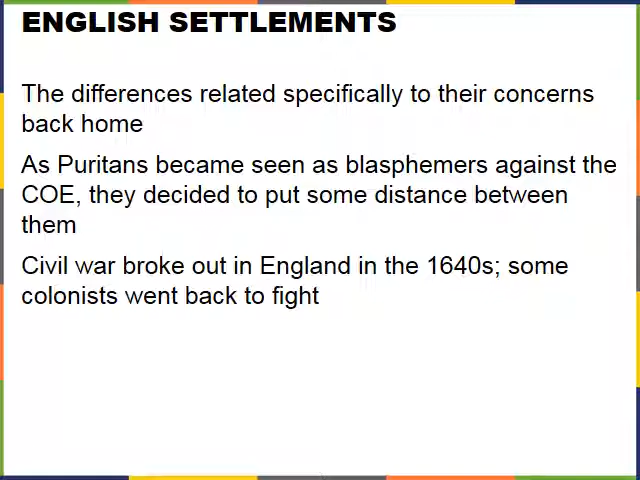 ENGLISH SETTLEMENTS
The differences related specifically to their concerns
back home
As Puritans became seen as blasphemers against the
COE, they decided to put some distance between
them
Civil war broke out in England in the 1640s; some
colonists went back to fight